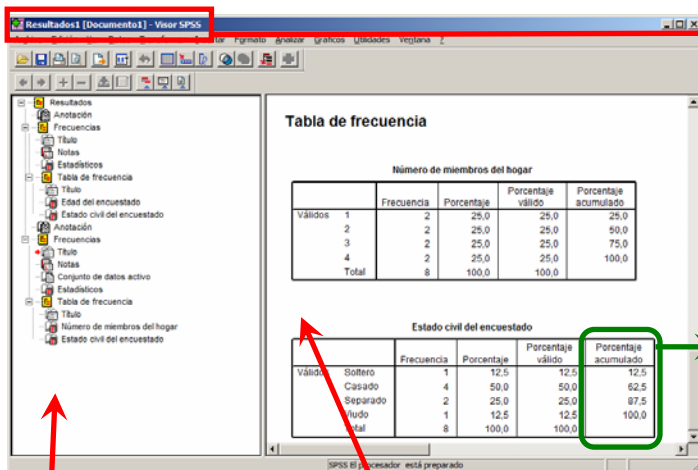 Resultados1 [Documento1] - Visor SPSS
Formato Analizar Gráficos Utilidades Ventana ?
Resultados
Anotación
Frecuencias
Título
Notas
Estadísticos
Tabla de frecuencia
Título
Edad del encuestado
Estado civil del encuestado
Anotación
Frecuencias
Título
Notas
Conjunto de datos activo
Estadísticos
Tabla de frecuencia
Título
Número de miembros del hogar
Estado civil del encuestado
Tabla de frecuencia
Número de miembros del hogar
Frecuencia Porcentaje Porcentaje válido Porcentaje acumulado
Válidos 1 2 25,0 25,0 25,0
2 2 25,0 25,0 50,0
3 2 25,0 25,0 75,0
4 2 25,0 25,0 100,0
Total 8 100,0 100,0
Estado civil del encuestado
Frecuencia Porcentaje Porcentaje válido Porcentaje acumulado
Válidos Soltero 1 12,5 12,5 12,5
Casado 4 50,0 50,0 62,5
Separado 2 25,0 25,0 87,5
Viudo 1 12,5 12,5 100,0
Total 8 100,0 100,0
SPSS El procesador está preparado